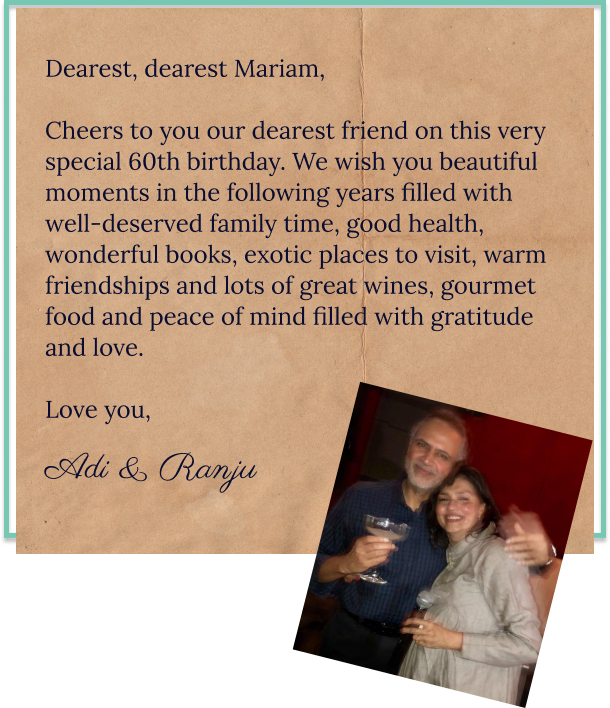 Dearest, dearest Mariam,
Cheers to you our dearest friend on this very
special 60th birthday. We wish you beautiful
moments in the following years filled with
well-deserved family time, good health,
wonderful books, exotic places to visit, warm
friendships and lots of great wines, gourmet
food and peace of mind filled with gratitude
and love.
Love you,
Adi & Ranju